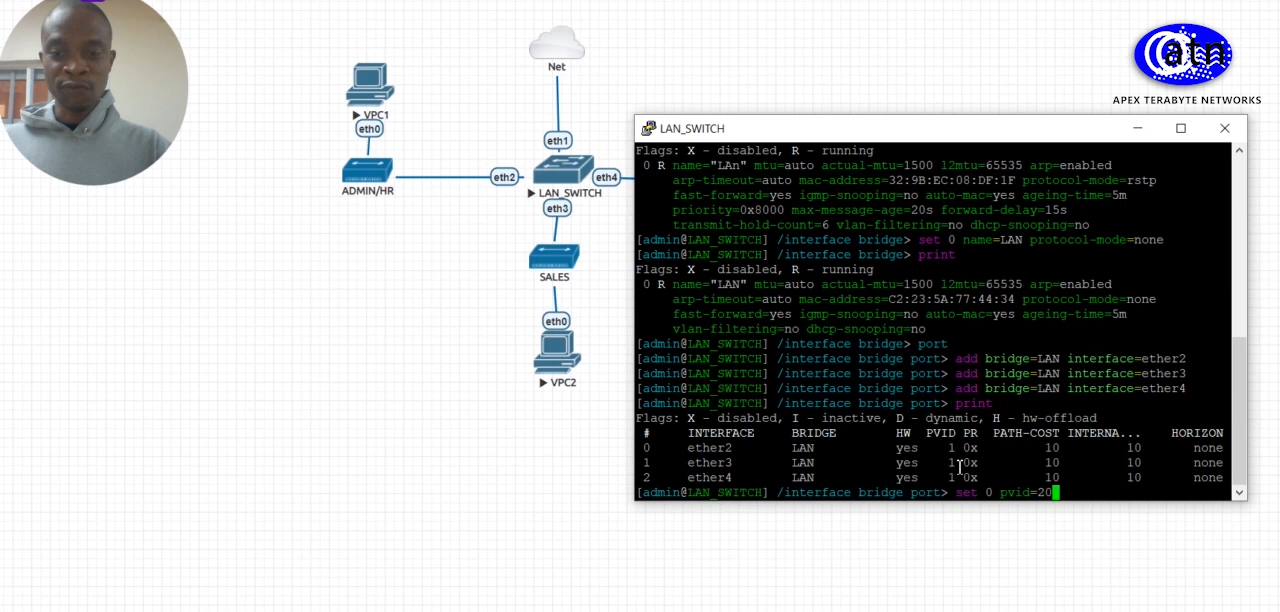 Net
VPC1
eth0
eth1
ADMIN/HR
eth2
LAN_SWITCH
eth4
eth3
SALES
eth0
VPC2
atn
APEX TERABYTE NETWORKS
LAN_SWITCH
Flags: X - disabled, R - running
0 R name="LAn" mtu=auto actual-mtu=1500 l2mtu=65535 arp=enabled
arp-timeout=auto mac-address=32:9B:EC:08:DF:1F protocol-mode=rstp
fast-forward=yes igmp-snooping=no auto-mac=yes ageing-time=5m
priority=0x8000 max-message-age=20s forward-delay=15s
transmit-hold-count=6 vlan-filtering=no dhcp-snooping=no
[admin@LAN_SWITCH] /interface bridge> set 0 name=LAN protocol-mode=none
[admin@LAN_SWITCH] /interface bridge> print
Flags: X - disabled, R - running
0 R name="LAN" mtu=auto actual-mtu=1500 l2mtu=65535 arp=enabled
arp-timeout=auto mac-address=C2:23:5A:77:44:34 protocol-mode=none
fast-forward=yes igmp-snooping=no auto-mac=yes ageing-time=5m
vlan-filtering=no dhcp-snooping=no
[admin@LAN_SWITCH] /interface bridge> port
[admin@LAN_SWITCH] /interface bridge port> add bridge=LAN interface=ether2
[admin@LAN_SWITCH] /interface bridge port> add bridge=LAN interface=ether3
[admin@LAN_SWITCH] /interface bridge port> add bridge=LAN interface=ether4
[admin@LAN_SWITCH] /interface bridge port> print
Flags: X - disabled, I - inactive, D - dynamic, H - hw-offload
# INTERFACE BRIDGE HW PVID PR PATH-COST INTERNA... HORIZON
0 ether2 LAN yes 1 0x 10 10 none
1 ether3 LAN yes 1 0x 10 10 none
2 ether4 LAN yes 1 0x 10 10 none
[admin@LAN_SWITCH] /interface bridge port> set 0 pvid=20